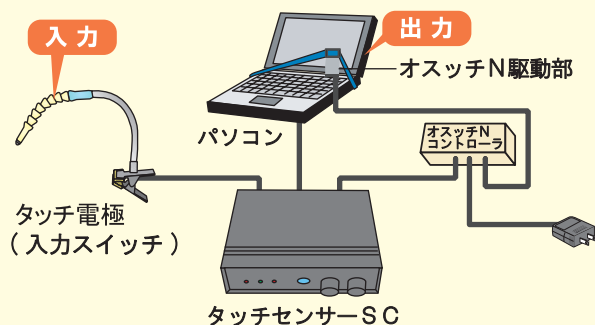 入 力
出 力
オスッチN駆動部
パソコン
オスッチN
コントローラ
タッチ電極
( 入力スイッチ )
タッチセンサーSC